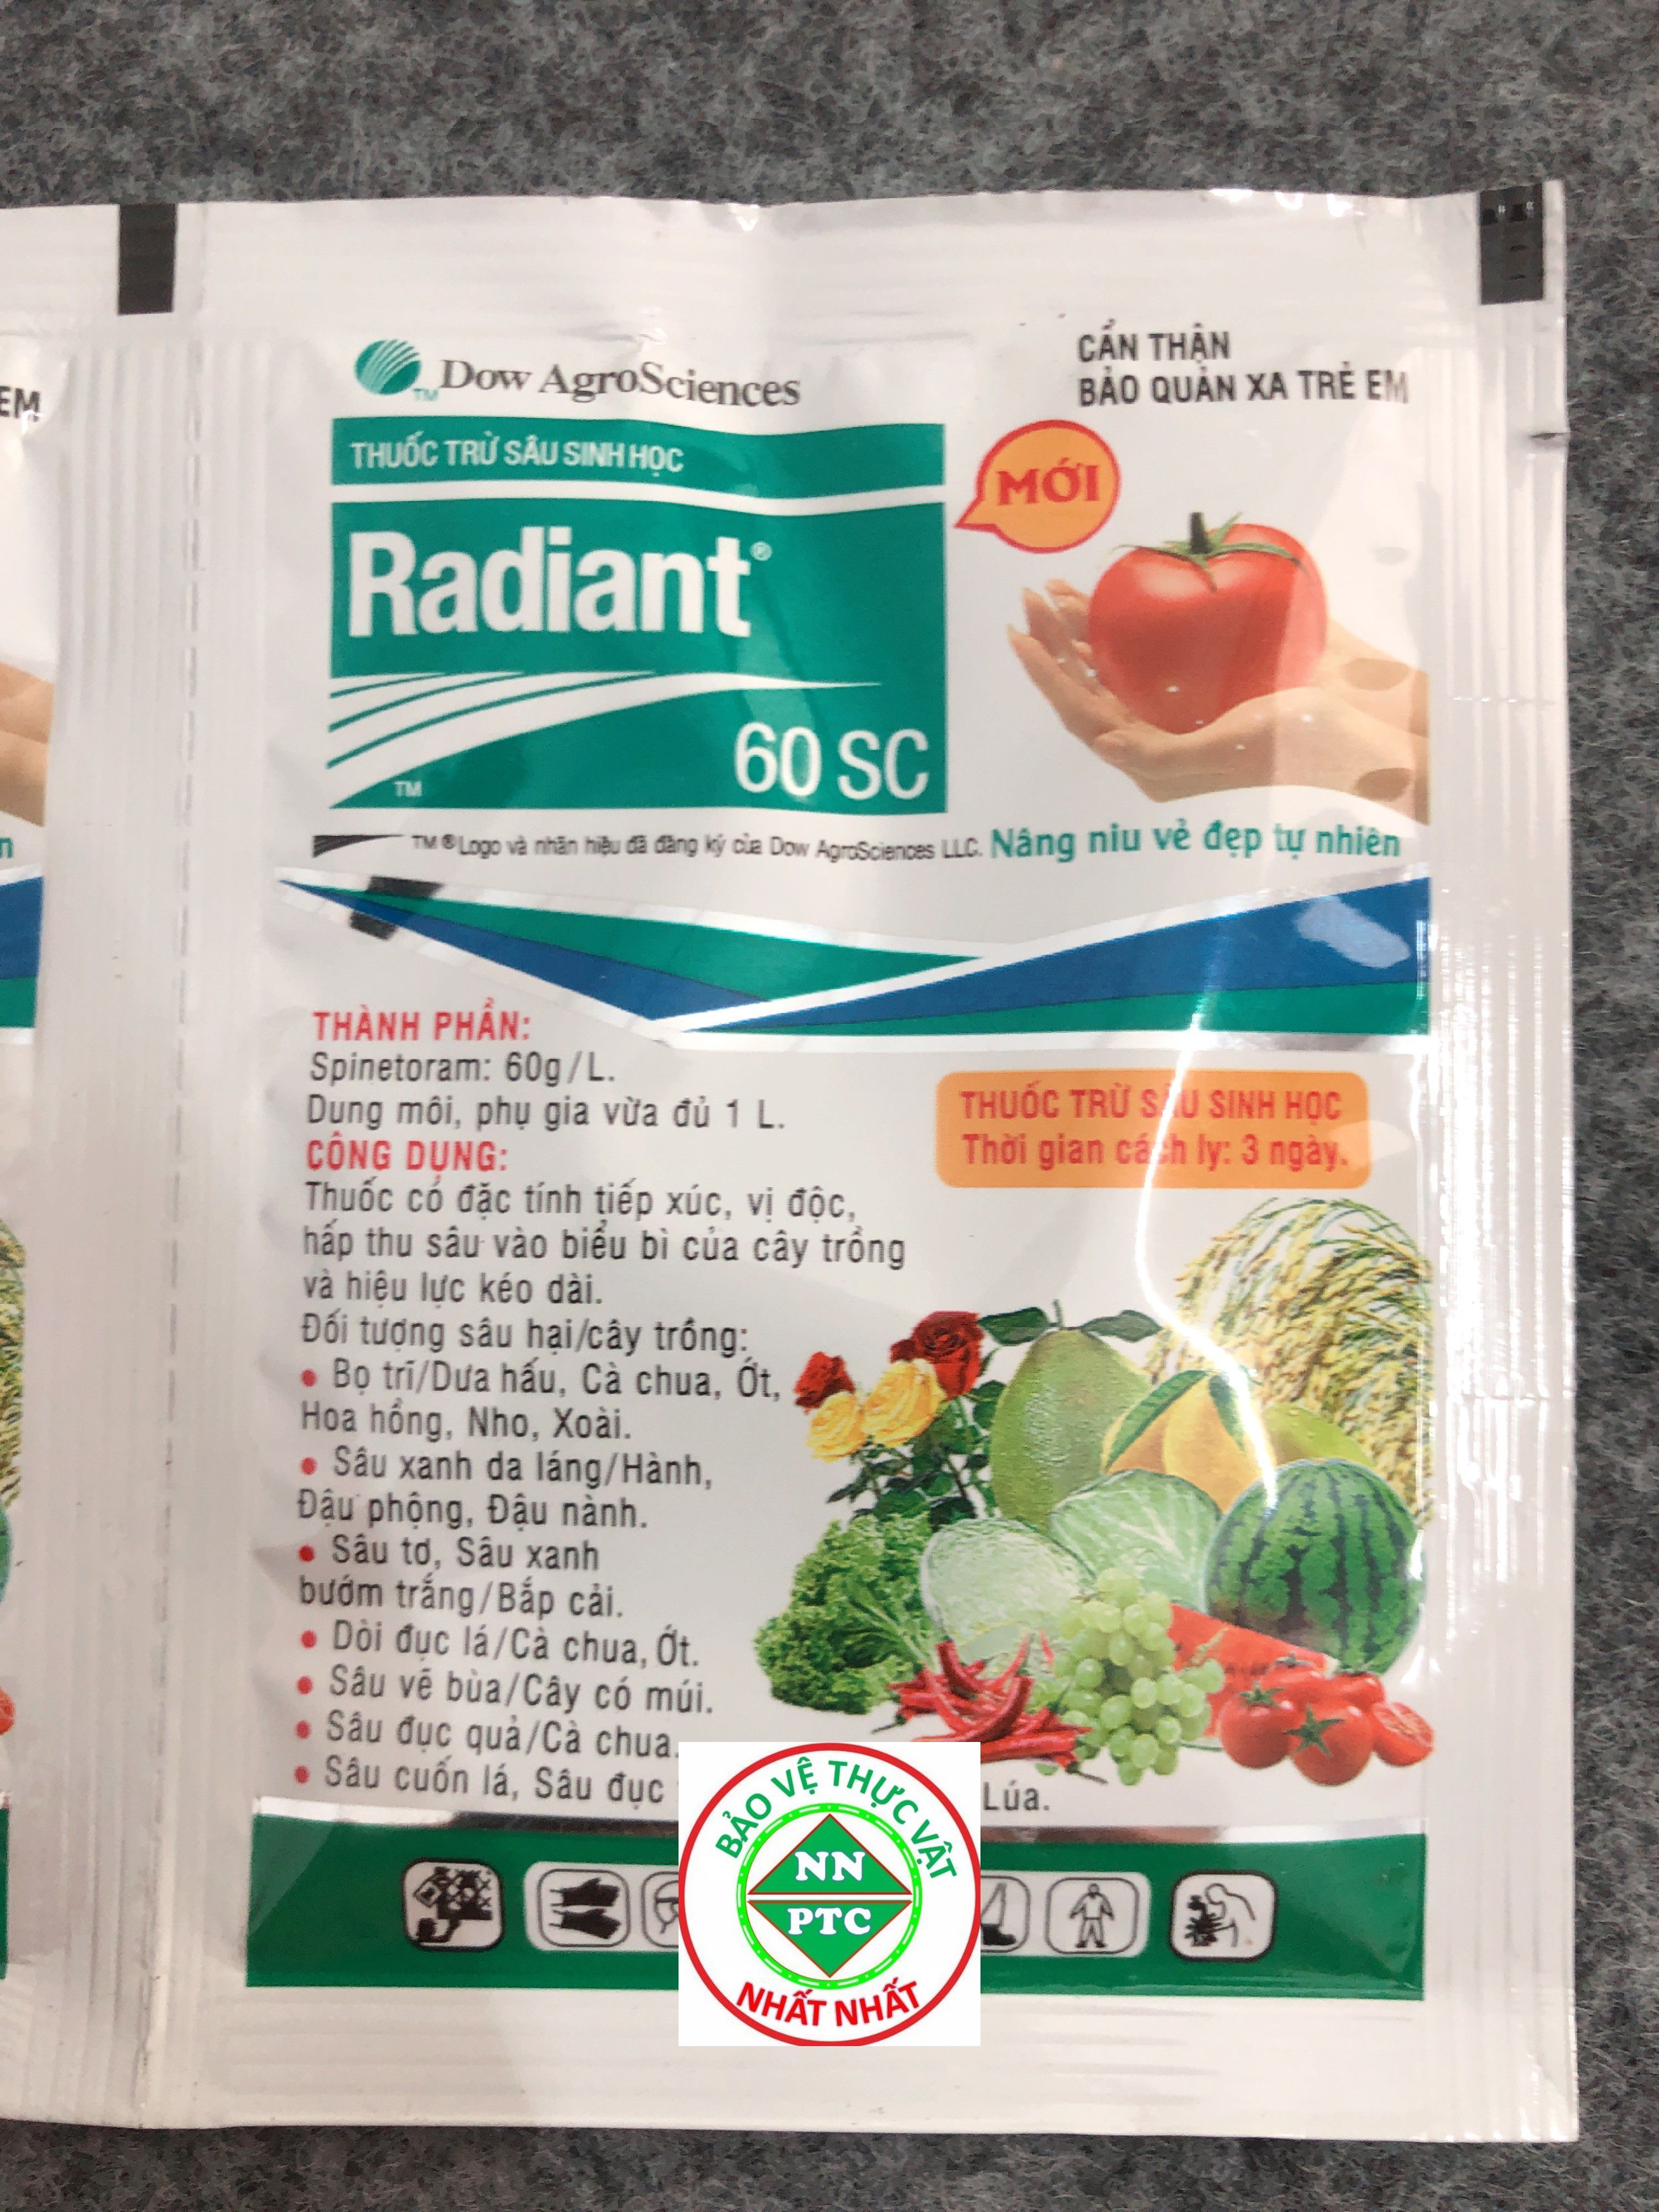 EM
n
Dow AgroSciences
TM
CẨN THẬN
BẢO QUẢN XA TRẺ EM
THUỐC TRỪ SÂU SINH HỌC
MỚI
Radiant®
60 SC
TM
TM ® Logo và nhãn hiệu đã đăng ký của Dow AgroSciences LLC.
Nâng niu vẻ đẹp tự nhiên
THÀNH PHẦN:
Spinetoram: 60g/L.
Dung môi, phụ gia vừa đủ 1 L.
THUỐC TRỪ SÂU SINH HỌC
Thời gian cách ly: 3 ngày.
CÔNG DỤNG:
Thuốc có đặc tính tiếp xúc, vị độc,
hấp thu sâu vào biểu bì của cây trồng
và hiệu lực kéo dài.
Đối tượng sâu hại/cây trồng:
• Bọ trĩ/Dưa hấu, Cà chua, Ớt,
Hoa hồng, Nho, Xoài.
• Sâu xanh da láng/Hành,
Đậu phộng, Đậu nành.
• Sâu tơ, Sâu xanh
bướm trắng/Bắp cải.
• Dòi đục lá/Cà chua, Ớt.
• Sâu vẽ bùa/Cây có múi.
• Sâu đục quả/Cà chua.
• Sâu cuốn lá, Sâu đục Lúa.
BẢO VỆ THỰC VẬT
NN
PTC
NHẤT NHẤT